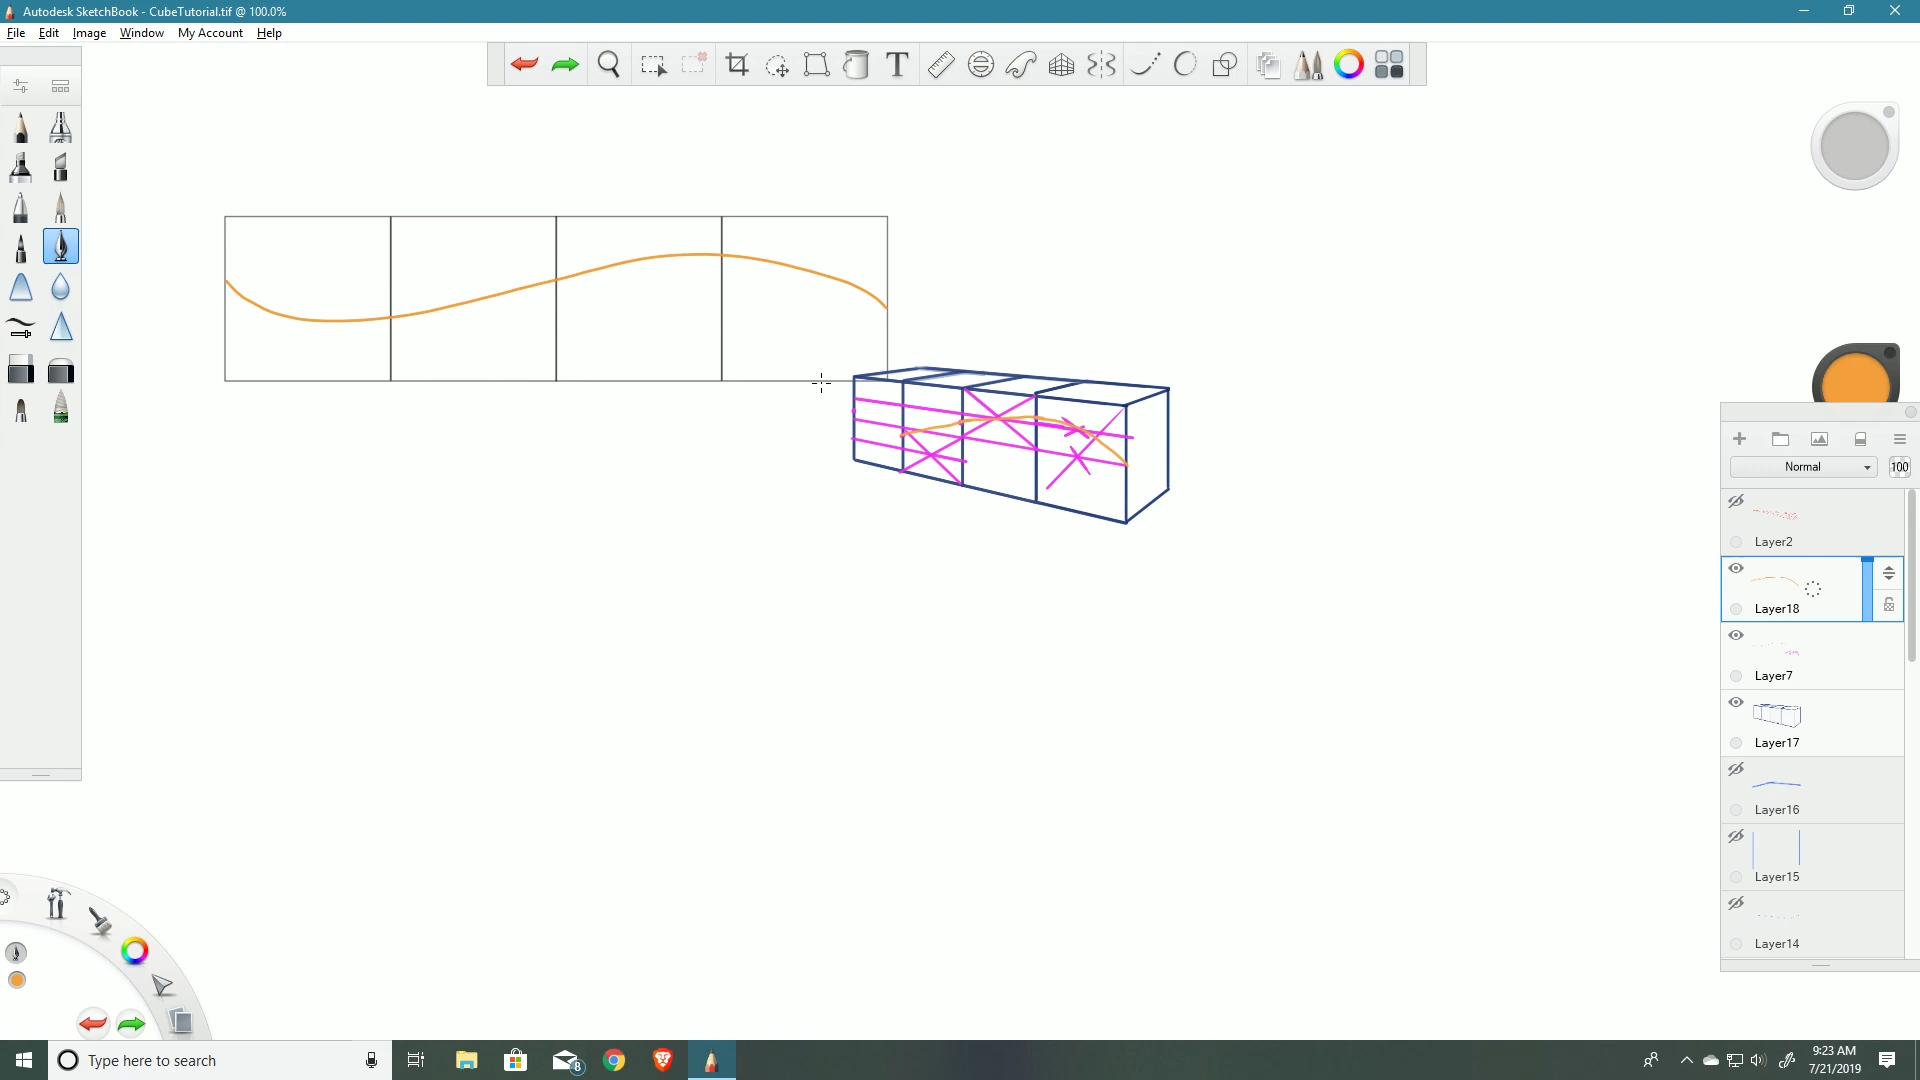 Autodesk SketchBook - CubeTutorial.tif @ 100.0%
File Edit Image Window My Account Help
T
Normal 100
Layer2
Layer18
Layer7
Layer17
Layer16
Layer15
Layer14
Type here to search
8
9:23 AM
7/21/2019